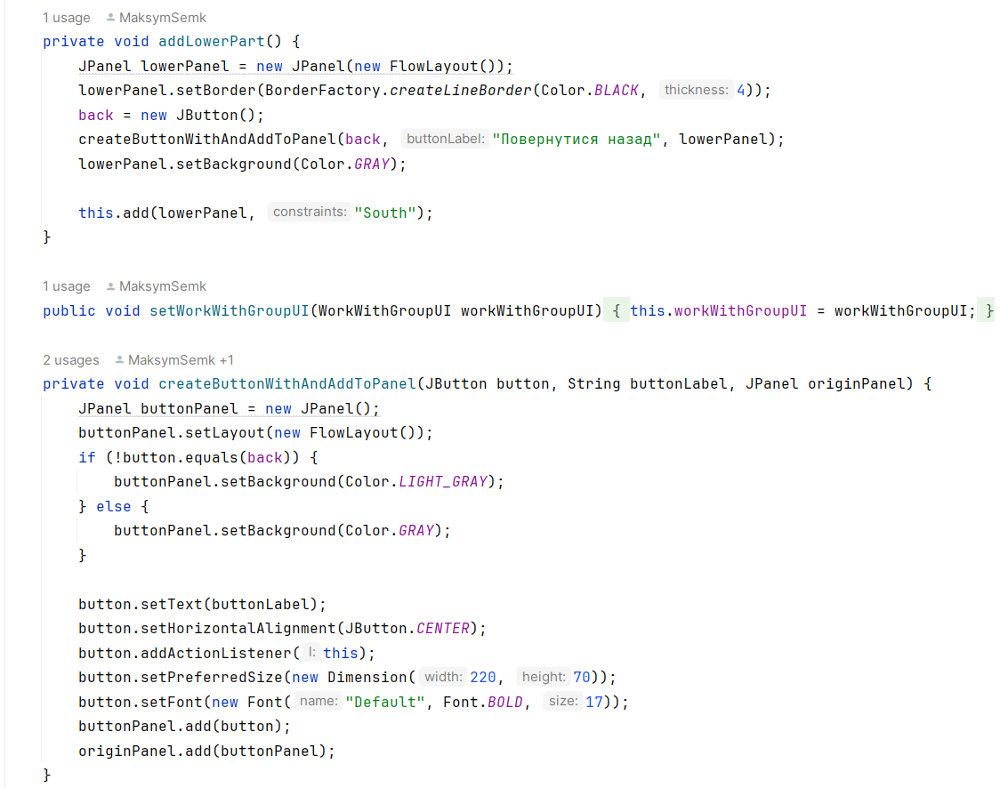 1 usage MaksymSemk
private void addLowerPart() {
    JPanel lowerPanel = new JPanel(new FlowLayout());
    lowerPanel.setBorder(BorderFactory.createLineBorder(Color.BLACK, thickness: 4));
    back = new JButton();
    createButtonWithAndAddToPanel(back, buttonLabel: "Повернутися назад", lowerPanel);
    lowerPanel.setBackground(Color.GRAY);

    this.add(lowerPanel, constraints: "South");
}

1 usage MaksymSemk
public void setWorkWithGroupUI(WorkWithGroupUI workWithGroupUI) { this.workWithGroupUI = workWithGroupUI; }

2 usages MaksymSemk +1
private void createButtonWithAndAddToPanel(JButton button, String buttonLabel, JPanel originPanel) {
    JPanel buttonPanel = new JPanel();
    buttonPanel.setLayout(new FlowLayout());
    if (!button.equals(back)) {
        buttonPanel.setBackground(Color.LIGHT_GRAY);
    } else {
        buttonPanel.setBackground(Color.GRAY);
    }

    button.setText(buttonLabel);
    button.setHorizontalAlignment(JButton.CENTER);
    button.addActionListener( l: this);
    button.setPreferredSize(new Dimension( width: 220, height: 70));
    button.setFont(new Font( name: "Default", Font.BOLD, size: 17));
    buttonPanel.add(button);
    originPanel.add(buttonPanel);
}